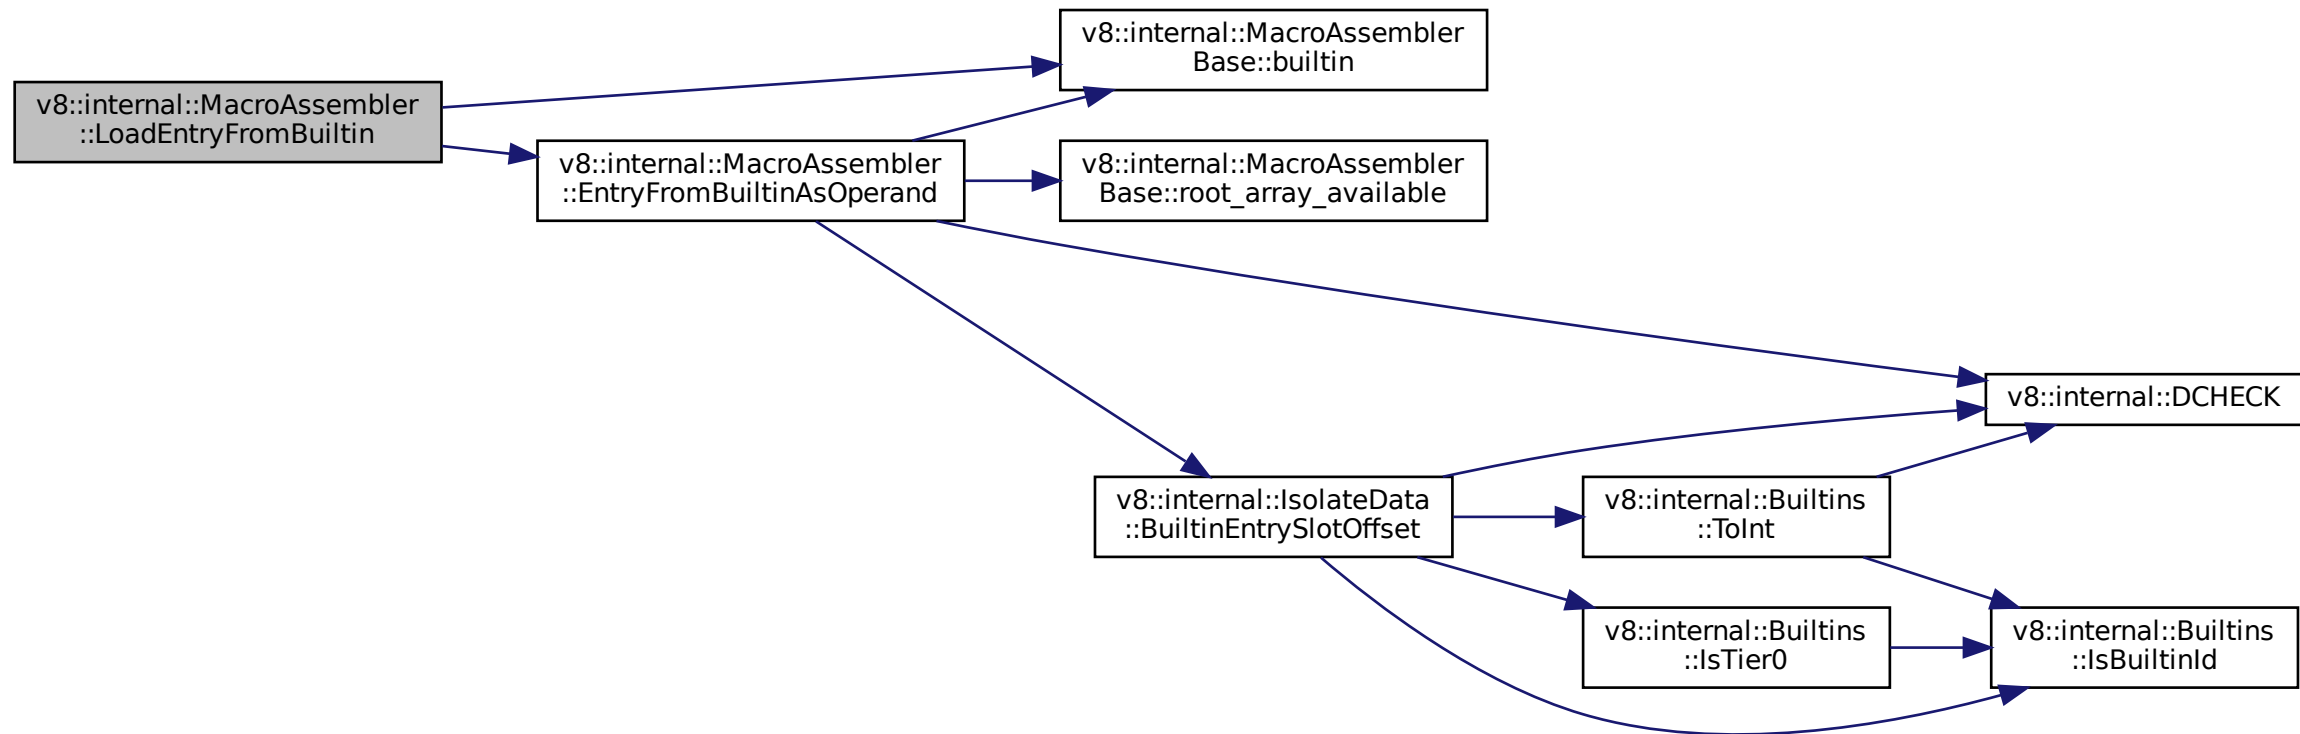 v8::internal::MacroAssembler
::LoadEntryFromBuiltin
v8::internal::MacroAssembler
Base::builtin
v8::internal::MacroAssembler
::EntryFromBuiltinAsOperand
v8::internal::MacroAssembler
Base::root_array_available
v8::internal::DCHECK
v8::internal::IsolateData
::BuiltinEntrySlotOffset
v8::internal::Builtins
::ToInt
v8::internal::Builtins
::IsTier0
v8::internal::Builtins
::IsBuiltinId